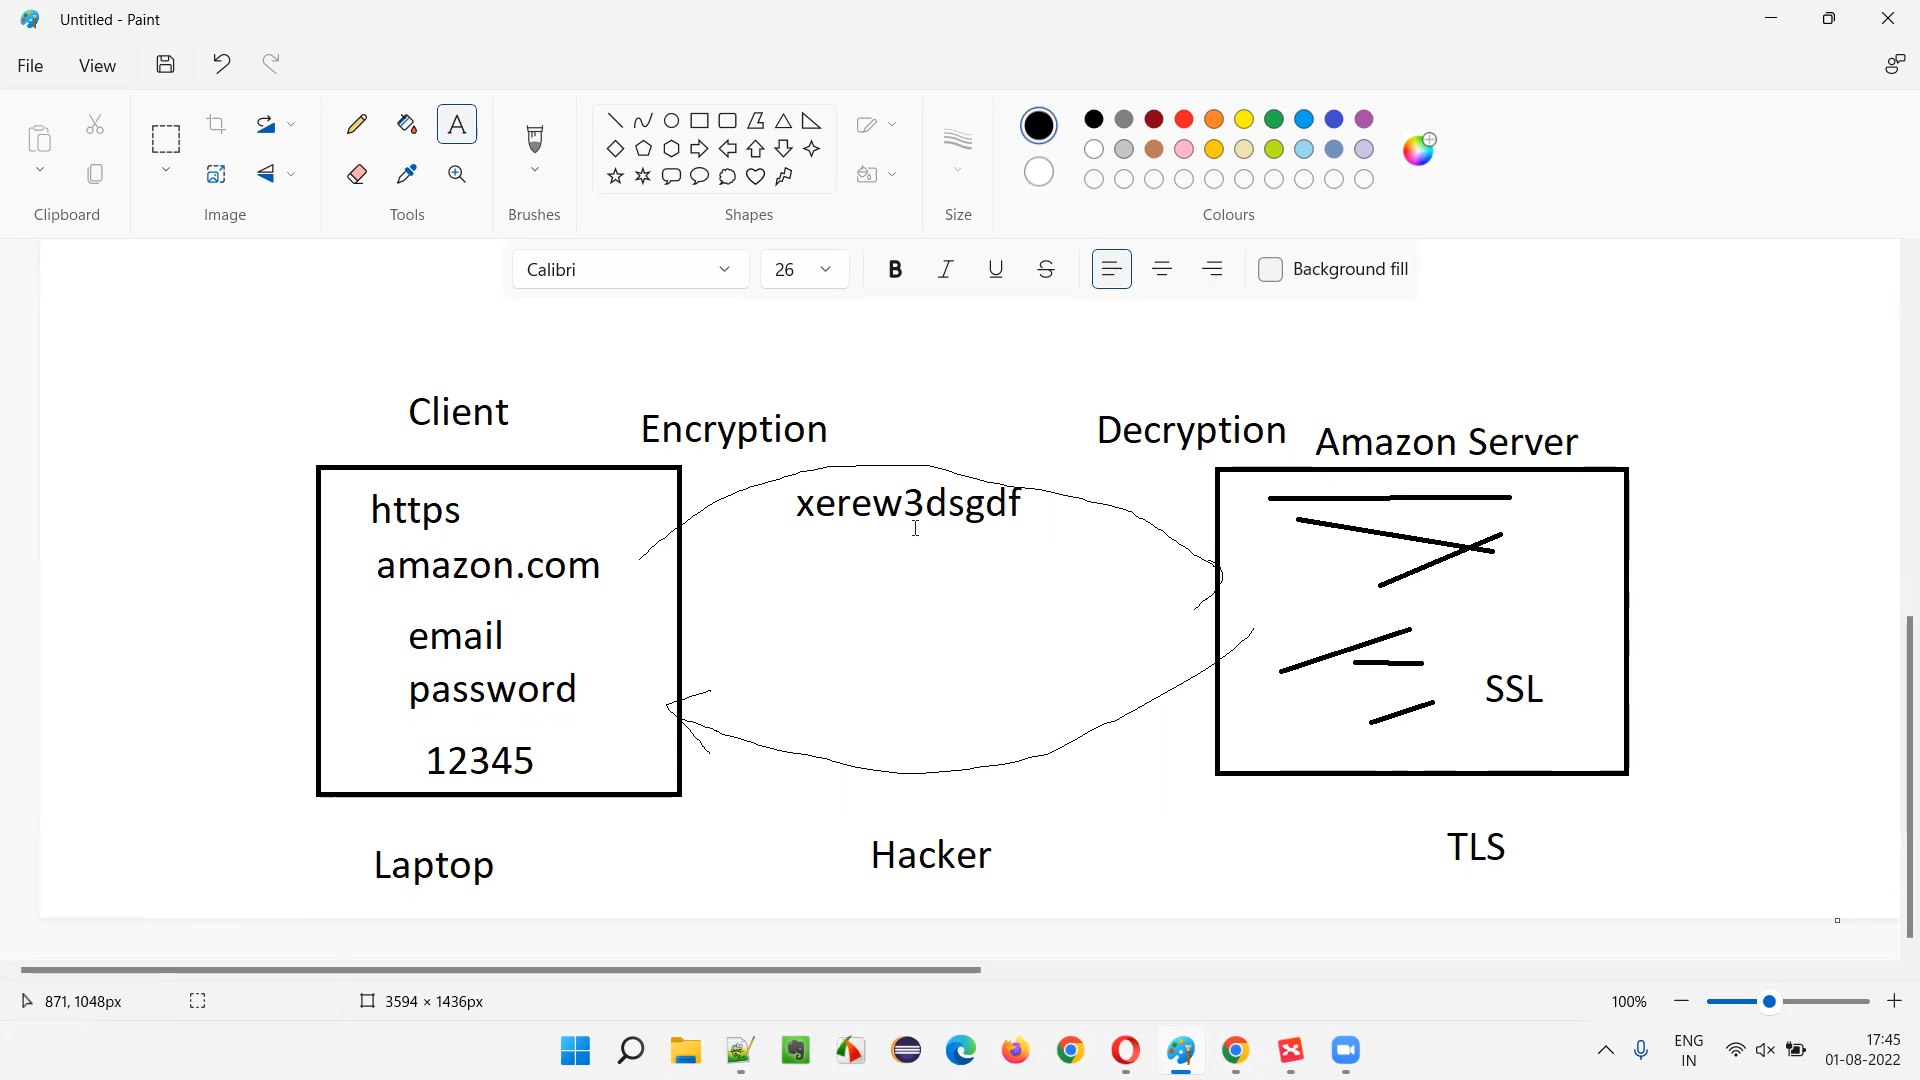 Untitled - Paint
File
View
Clipboard
Image
Tools
Brushes
Shapes
Size
Colours
Calibri
26
B
I
U
S
Background fill
Client
Encryption
Decryption
Amazon Server
https
amazon.com
email
password
12345
xerew3dsgdf
SSL
Laptop
Hacker
TLS
871, 1048px
3594 × 1436px
100%
ENG
IN
17:45
01-08-2022